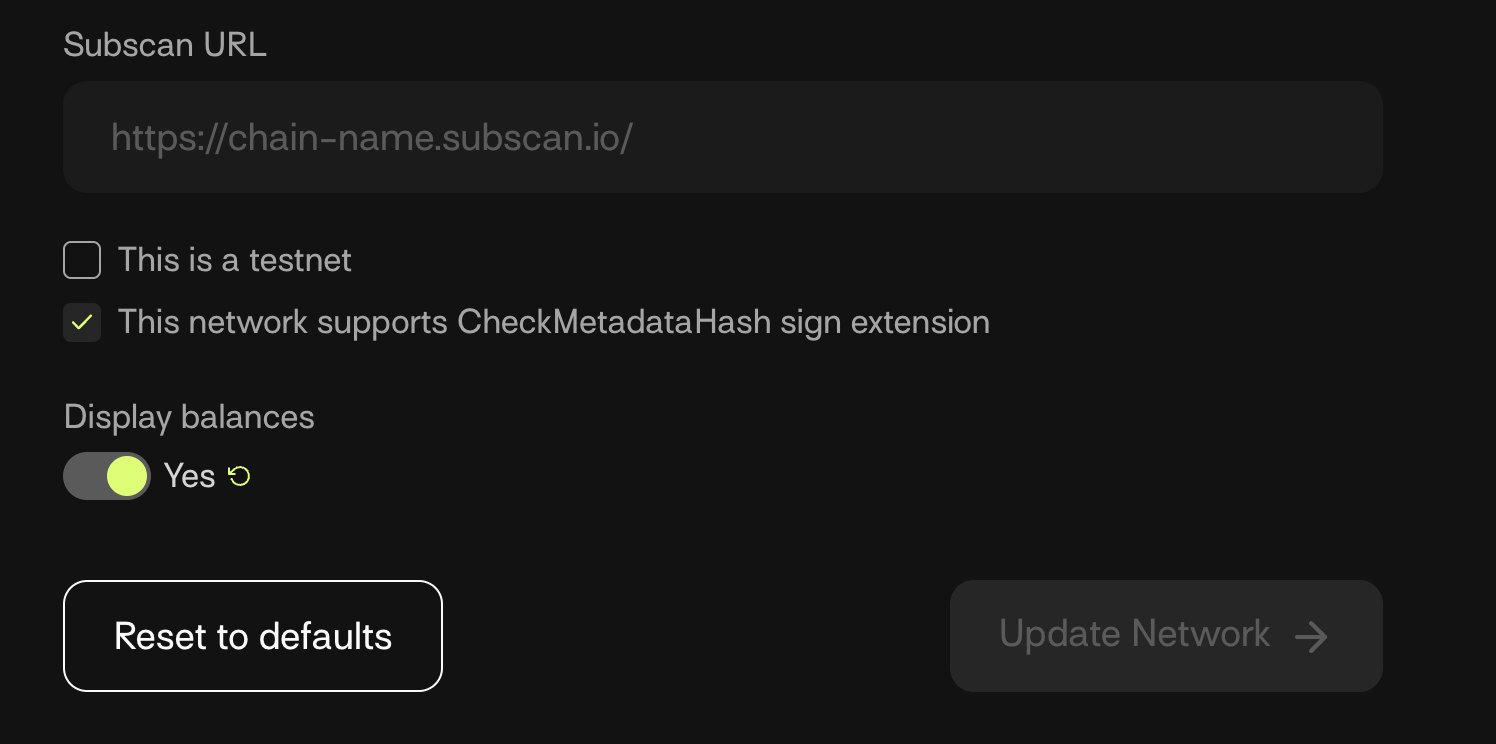 Subscan URL
https://chain-name.subscan.io/
This is a testnet
This network supports CheckMetadataHash sign extension
Display balances
Yes
Reset to defaults
Update Network